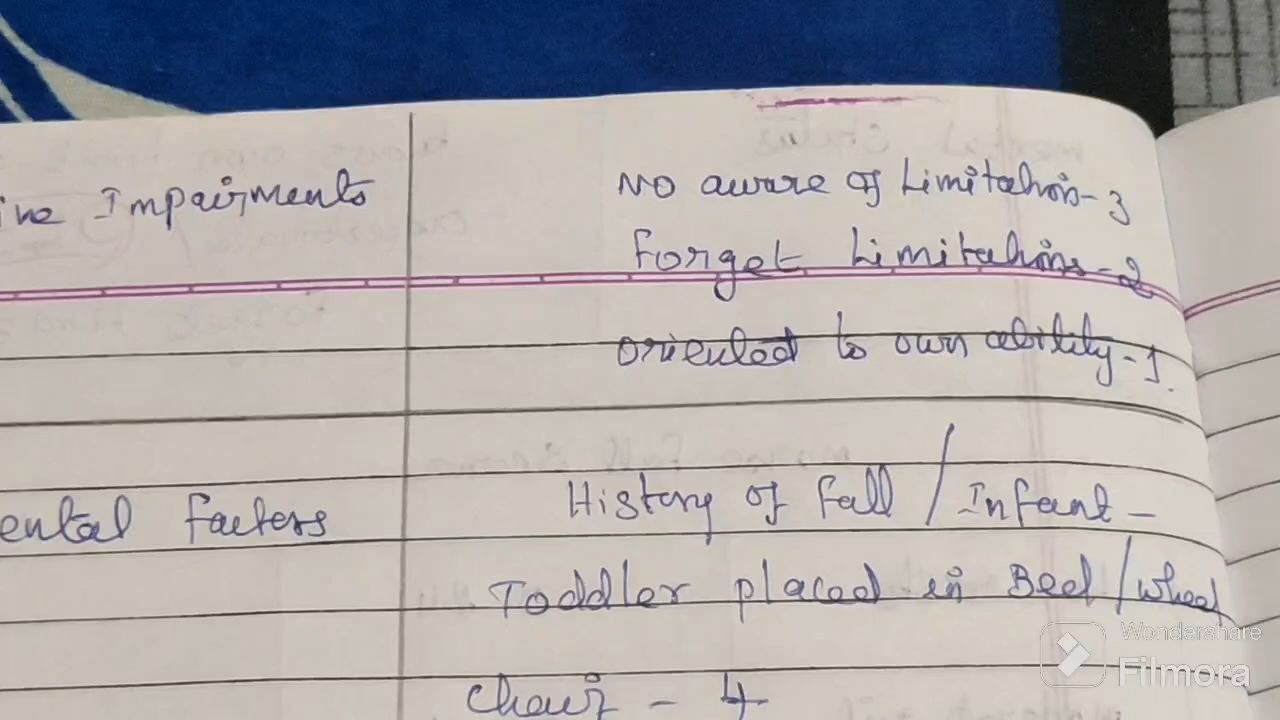 ive Impairments
No aware of Limitation-3
Forget Limitations-2
oriented to own ability-1.
ental factors
History of Fall / Infant -
Toddler placed in Bed/wheel
chair - 4
Wondershare
Filmora